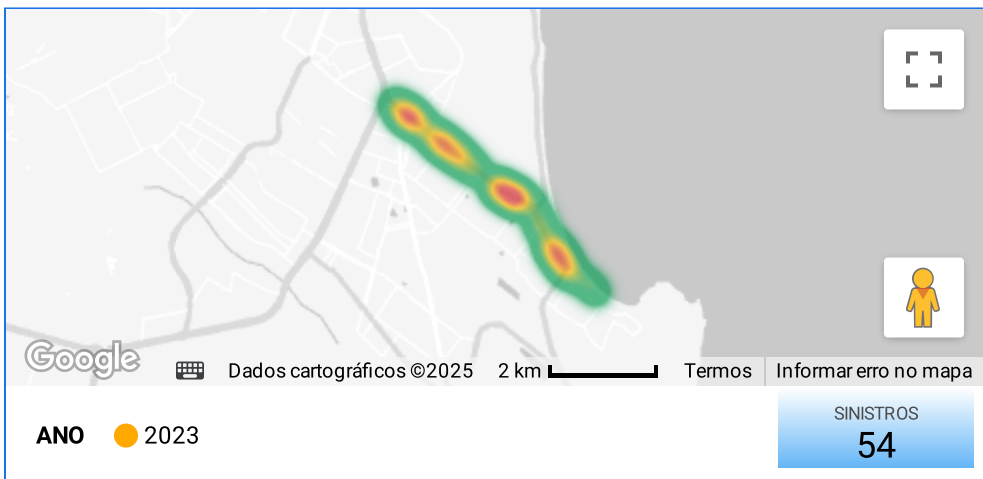 Google
Dados cartográficos ©2025
2 km
Termos
Informar erro no mapa
ANO
2023
SINISTROS
54